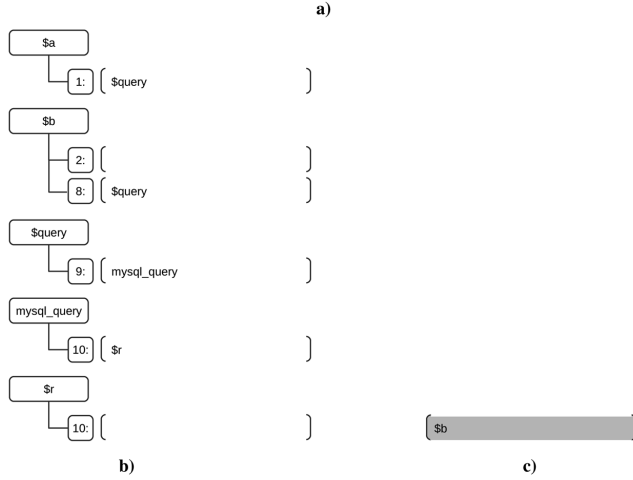 a)
$a
1: $query
$b
2:
8: $query
$query
9: mysql_query
mysql_query
10: $r
$r
10:
$b
b)
c)